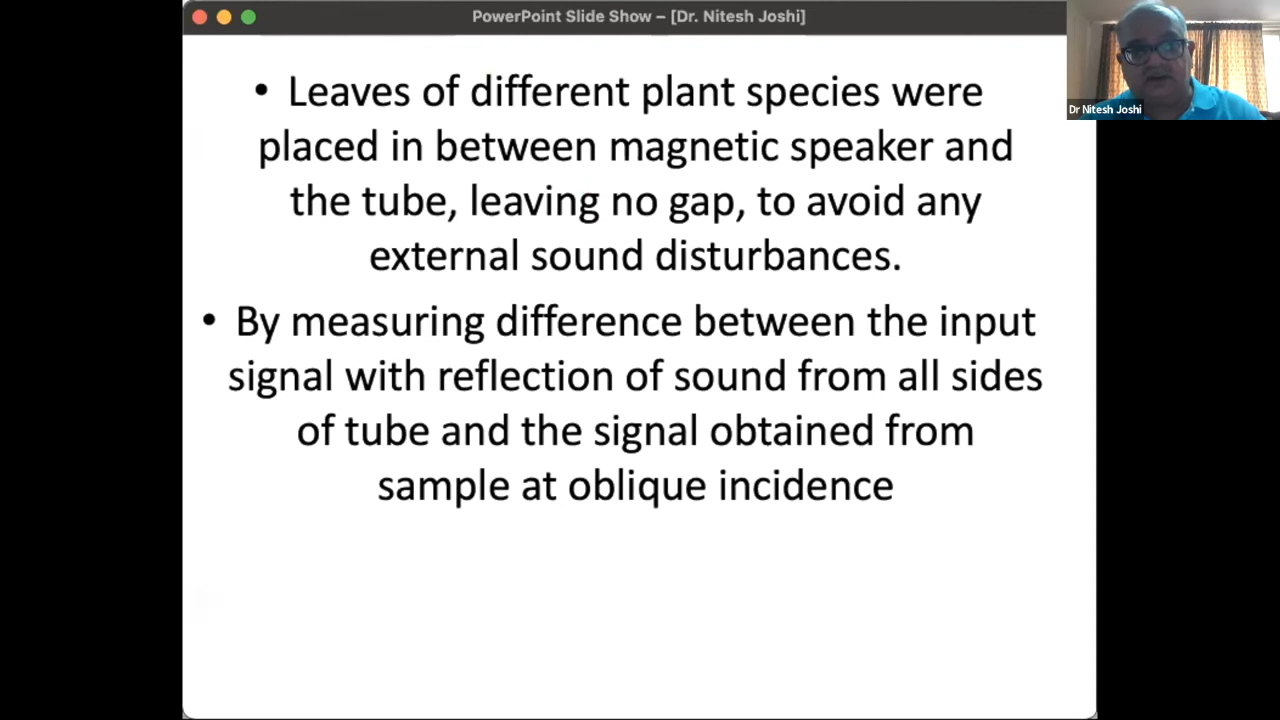 PowerPoint Slide Show – [Dr. Nitesh Joshi]
Dr Nitesh Joshi
• Leaves of different plant species were
placed in between magnetic speaker and
the tube, leaving no gap, to avoid any
external sound disturbances.
• By measuring difference between the input
signal with reflection of sound from all sides
of tube and the signal obtained from
sample at oblique incidence